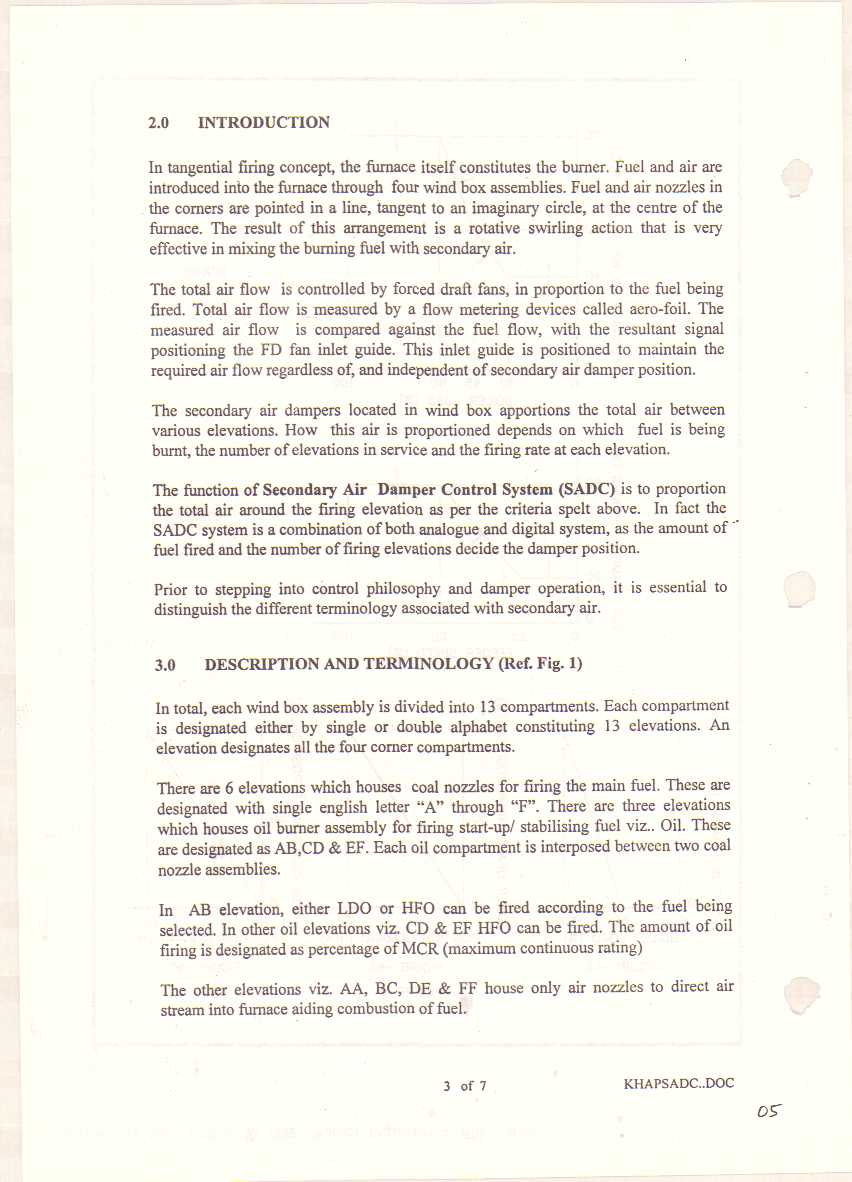 2.0 INTRODUCTION
In tangential firing concept, the furnace itself constitutes the burner. Fuel and air are
introduced into the furnace through four wind box assemblies. Fuel and air nozzles in
the corners are pointed in a line, tangent to an imaginary circle, at the centre of the
furnace. The result of this arrangement is a rotative swirling action that is very
effective in mixing the burning fuel with secondary air.
The total air flow is controlled by forced draft fans, in proportion to the fuel being
fired. Total air flow is measured by a flow metering devices called aero-foil. The
measured air flow is compared against the fuel flow, with the resultant signal
positioning the FD fan inlet guide. This inlet guide is positioned to maintain the
required air flow regardless of, and independent of secondary air damper position.
The secondary air dampers located in wind box apportions the total air between
various elevations. How this air is proportioned depends on which fuel is being
burnt, the number of elevations in service and the firing rate at each elevation.
The function of Secondary Air Damper Control System (SADC) is to proportion
the total air around the firing elevation as per the criteria spelt above. In fact the
SADC system is a combination of both analogue and digital system, as the amount of
fuel fired and the number of firing elevations decide the damper position.
Prior to stepping into control philosophy and damper operation, it is essential to
distinguish the different terminology associated with secondary air.
3.0 DESCRIPTION AND TERMINOLOGY (Ref. Fig. 1)
In total, each wind box assembly is divided into 13 compartments. Each compartment
is designated either by single or double alphabet constituting 13 elevations. An
elevation designates all the four corner compartments.
There are 6 elevations which houses coal nozzles for firing the main fuel. These are
designated with single english letter “A” through “F”. There are three elevations
which houses oil burner assembly for firing start-up/ stabilising fuel viz.. Oil. These
are designated as AB,CD & EF. Each oil compartment is interposed between two coal
nozzle assemblies.
In AB elevation, either LDO or HFO can be fired according to the fuel being
selected. In other oil elevations viz. CD & EF HFO can be fired. The amount of oil
firing is designated as percentage of MCR (maximum continuous rating)
The other elevations viz. AA, BC, DE & FF house only air nozzles to direct air
stream into furnace aiding combustion of fuel.
3 of 7 KHAPSADC..DOC
05